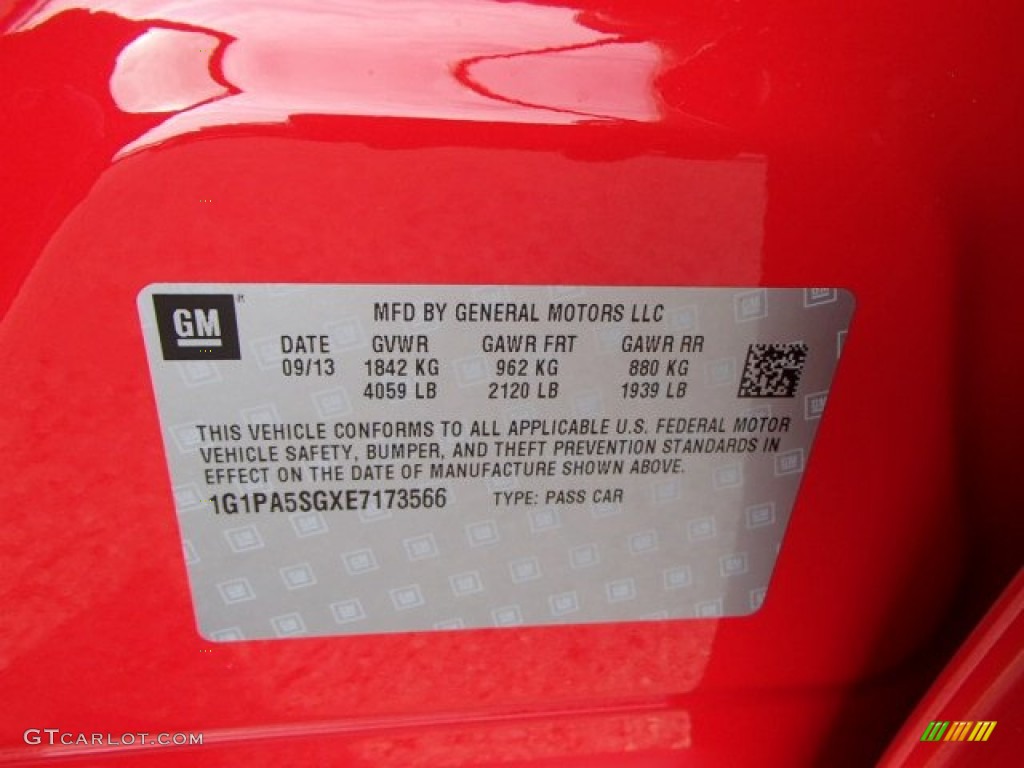 GM
MFD BY GENERAL MOTORS LLC
DATE GVWR GAWR FRT GAWR RR
09/13 1842 KG 962 KG 880 KG
4059 LB 2120 LB 1939 LB
THIS VEHICLE CONFORMS TO ALL APPLICABLE U.S. FEDERAL MOTOR
VEHICLE SAFETY, BUMPER, AND THEFT PREVENTION STANDARDS IN
EFFECT ON THE DATE OF MANUFACTURE SHOWN ABOVE.
1G1PA5SGXE7173566 TYPE: PASS CAR
GTCARLOT.COM